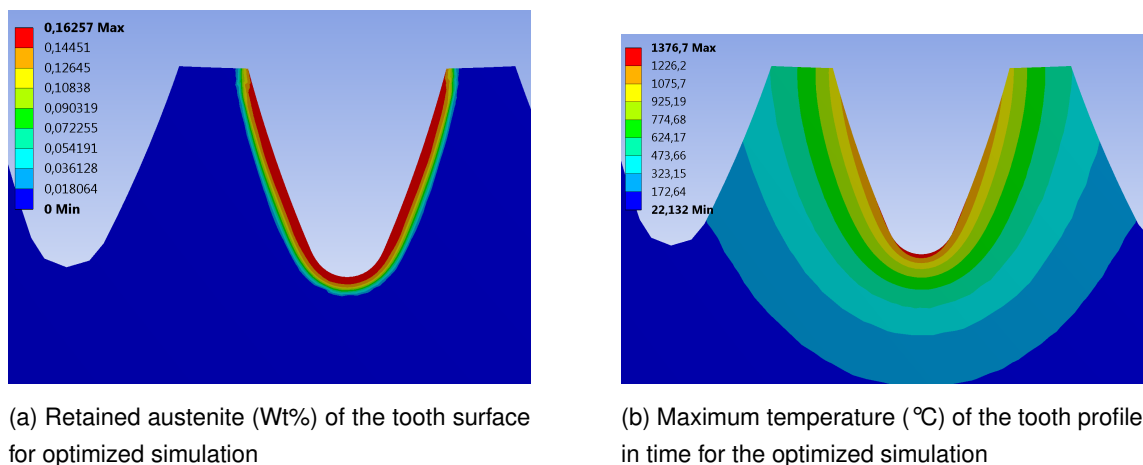 0,16257 Max
0,14451
0,12645
0,10838
0,090319
0,072255
0,054191
0,036128
0,018064
0 Min
1376,7 Max
1226,2
1075,7
925,19
774,68
624,17
473,66
323,15
172,64
22,132 Min
(a) Retained austenite (Wt%) of the tooth surface
for optimized simulation
(b) Maximum temperature (℃) of the tooth profile
in time for the optimized simulation